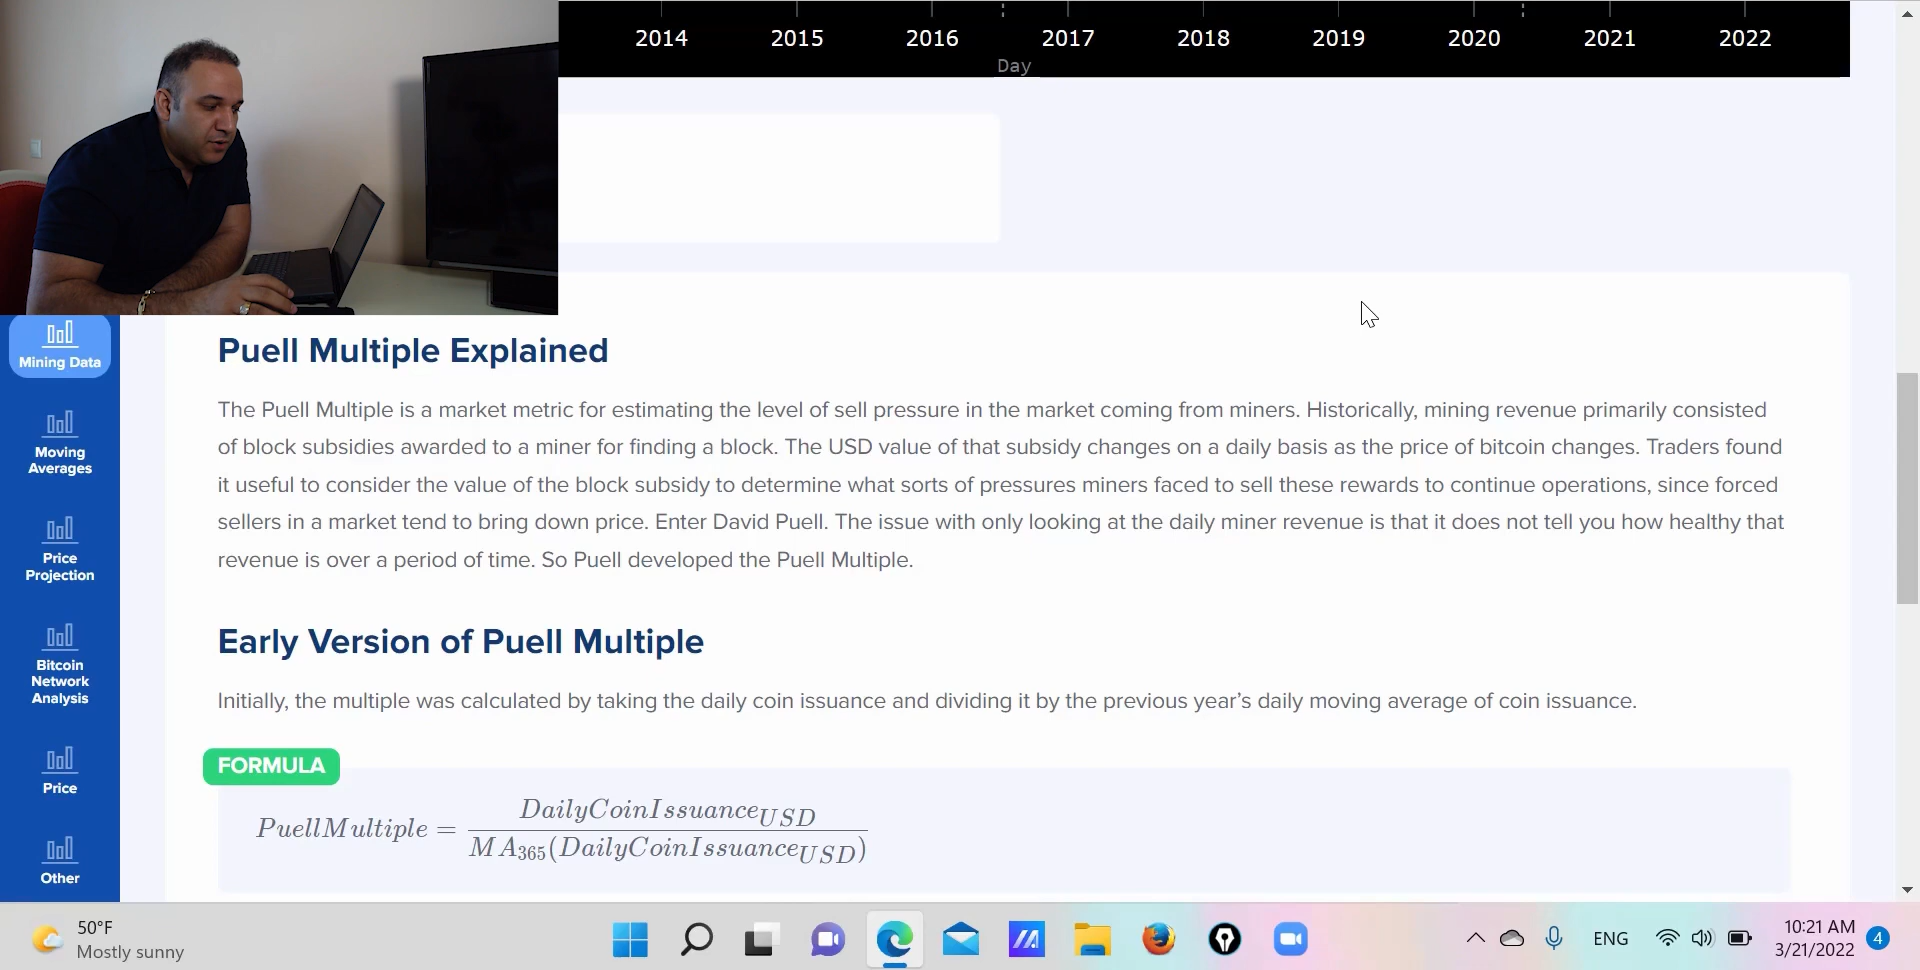 2014 2015 2016 2017 2018 2019 2020 2021 2022
Day
Mining Data
Moving
Averages
Price
Projection
Bitcoin
Network
Analysis
Price
Other
Puell Multiple Explained
The Puell Multiple is a market metric for estimating the level of sell pressure in the market coming from miners. Historically, mining revenue primarily consisted
of block subsidies awarded to a miner for finding a block. The USD value of that subsidy changes on a daily basis as the price of bitcoin changes. Traders found
it useful to consider the value of the block subsidy to determine what sorts of pressures miners faced to sell these rewards to continue operations, since forced
sellers in a market tend to bring down price. Enter David Puell. The issue with only looking at the daily miner revenue is that it does not tell you how healthy that
revenue is over a period of time. So Puell developed the Puell Multiple.
Early Version of Puell Multiple
Initially, the multiple was calculated by taking the daily coin issuance and dividing it by the previous year’s daily moving average of coin issuance.
FORMULA
PuellMultiple = DailyCoinIssuance_USD / MA_365(DailyCoinIssuance_USD)
50°F
Mostly sunny
ENG
10:21 AM
3/21/2022
4